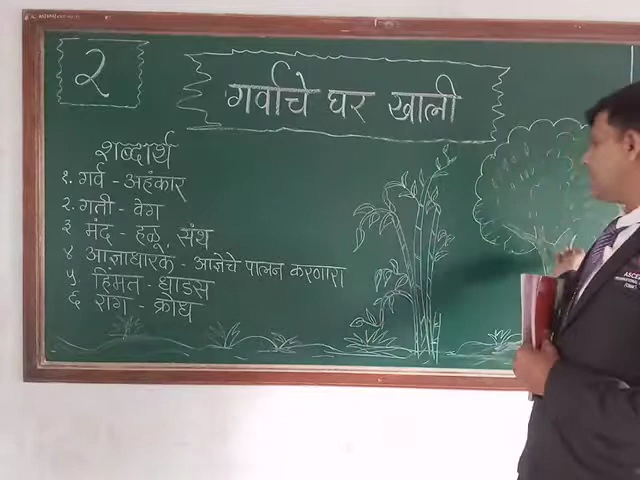 २
गर्वाचे घर खाली
शब्दार्थ
१. गर्व - अहंकार
२. गती - वेग
३ मंद - हळू, संथ
४ आज्ञाधारक - आज्ञेचे पालन करणारा
५ हिंमत - धाडस
६ राग - क्रोध
ASCE